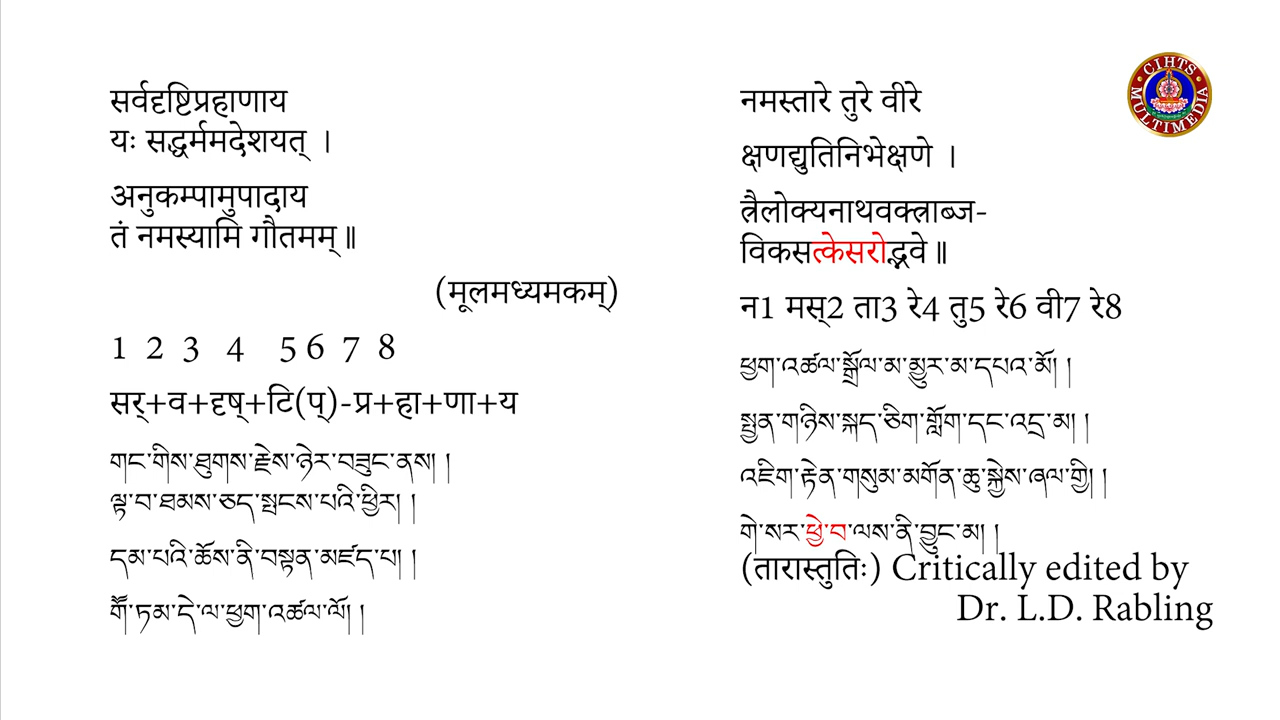 सर्वदृष्टिप्रहाणाय
यः सद्धर्ममदेशयत् ।
अनुकम्पामुपादाय
तं नमस्यामि गौतमम्॥
(मूलमध्यमकम्)
1 2 3 4 5 6 7 8
सर्+व+दृष्+टि(प्)-प्र+हा+णा+य
གང་གིས་ཐུགས་རྗེས་ཉེར་བཟུང་ནས། །
ལྟ་བ་ཐམས་ཅད་སྤངས་པའི་ཕྱིར། །
དམ་པའི་ཆོས་ནི་བསྟན་མཛད་པ། །
གཽ་ཏམ་དེ་ལ་ཕྱག་འཚལ་ལོ། །
नमस्तारे तुरे वीरे
क्षणद्युतिनिभेक्षणे ।
त्रैलोक्यनाथवक्त्राब्ज-
विकसत्केसरोद्भवे॥
न1 मस्2 ता3 रे4 तु5 रे6 वी7 रे8
ཕྱག་འཚལ་སྒྲོལ་མ་མྱུར་མ་དཔའ་མོ། །
སྤྱན་གཉིས་སྐད་ཅིག་གློག་དང་འདྲ་མ། །
འཇིག་རྟེན་གསུམ་མགོན་ཆུ་སྐྱེས་ཞལ་གྱི། །
གེ་སར་ཕྱེ་བ་ལས་ནི་བྱུང་མ། །
(तारास्तुतिः) Critically edited by
Dr. L.D. Rabling
CIHTS
MULTIMEDIA